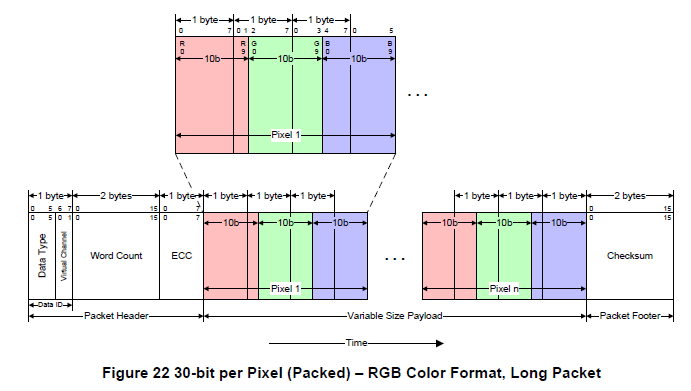 1 byte 1 byte 1 byte
0 7 0 1 2 7 0 3 4 7 0 5
R G G B B
R 0 R 9 G 0 G 9 B 0 B 9
10b 10b 10b
. . .
Pixel 1
1 byte 2 bytes 1 byte 1 byte 1 byte 1 byte 1 byte 1 byte 1 byte 2 bytes
0 5 6 7 0 15 0 7 0 15
0 5 0 1 0 15 0 7 0 15
10b 10b 10b 10b 10b 10b
Data Type Virtual Channel Word Count ECC . . . Checksum
Pixel 1 Pixel n
Data ID
Packet Header Variable Size Payload Packet Footer
Time
Figure 22 30-bit per Pixel (Packed) – RGB Color Format, Long Packet